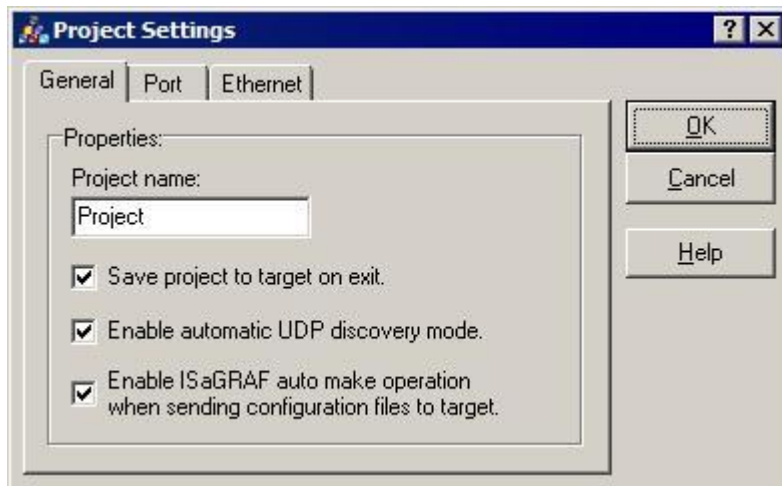 Project Settings
General
Port
Ethernet
Properties:
Project name:
Project
Save project to target on exit.
Enable automatic UDP discovery mode.
Enable ISaGRAF auto make operation
when sending configuration files to target.
OK
Cancel
Help